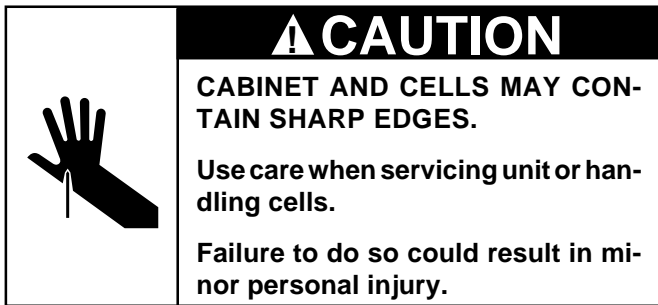 CAUTION
CABINET AND CELLS MAY CON-
TAIN SHARP EDGES.
Use care when servicing unit or han-
dling cells.
Failure to do so could result in mi-
nor personal injury.